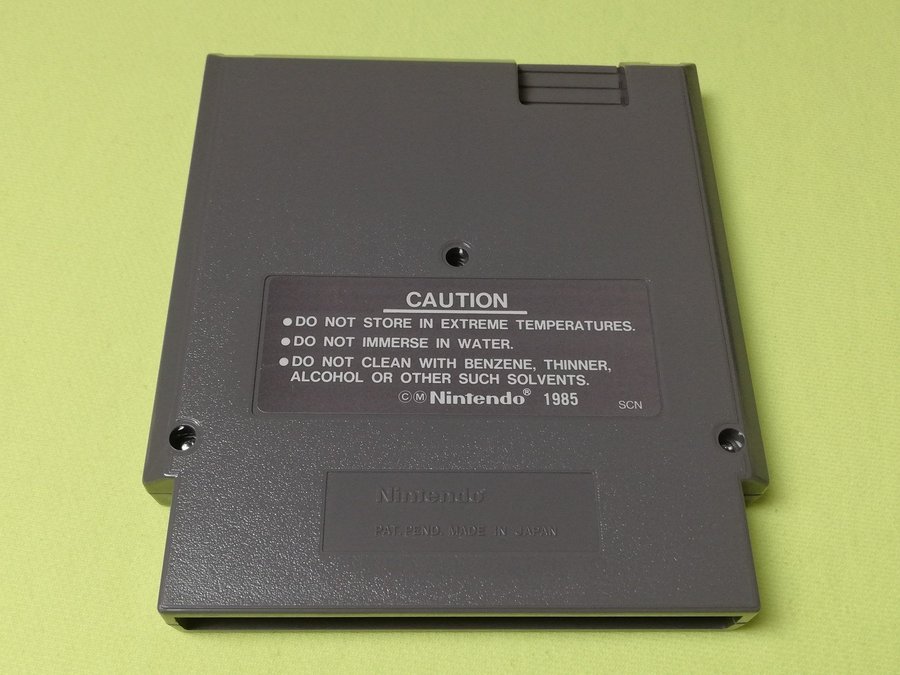 CAUTION
●DO NOT STORE IN EXTREME TEMPERATURES.
●DO NOT IMMERSE IN WATER.
●DO NOT CLEAN WITH BENZENE, THINNER,
ALCOHOL OR OTHER SUCH SOLVENTS.
©Ⓜ Nintendo® 1985
SCN
Nintendo®
PAT. PEND. MADE IN JAPAN